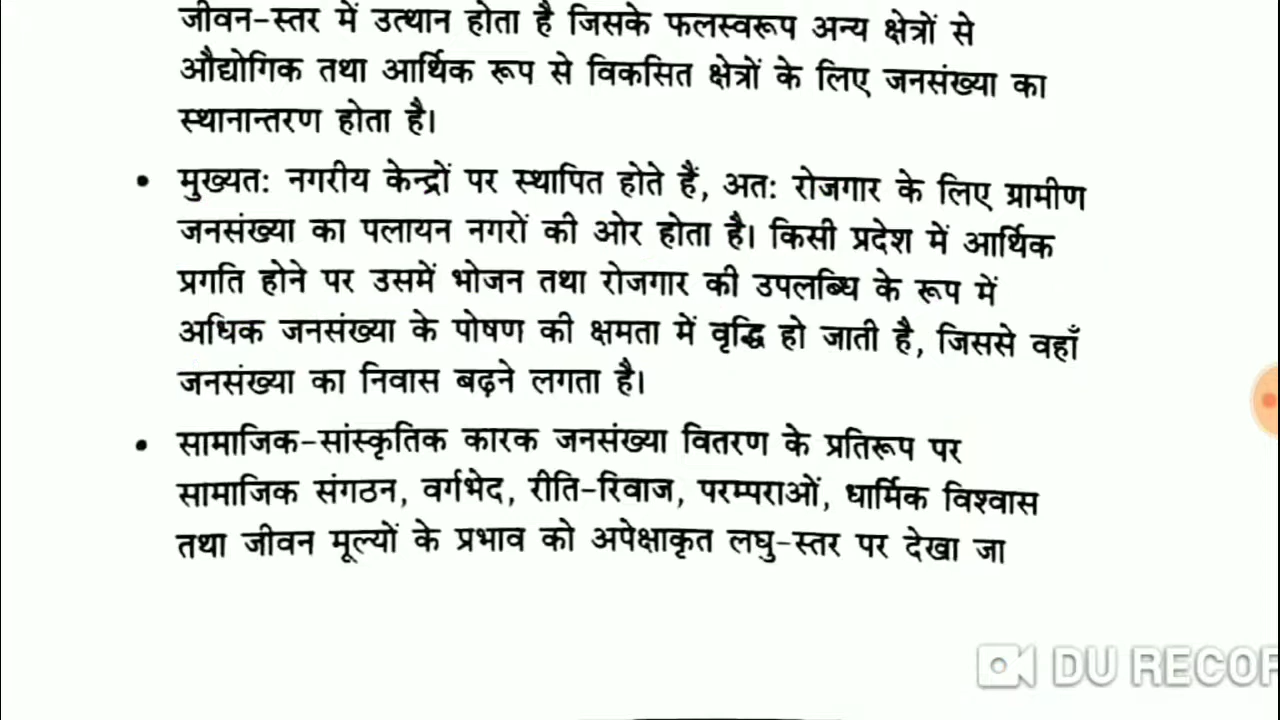 जीवन-स्तर में उत्थान होता है जिसके फलस्वरूप अन्य क्षेत्रों से
औद्योगिक तथा आर्थिक रूप से विकसित क्षेत्रों के लिए जनसंख्या का
स्थानान्तरण होता है।
• मुख्यत: नगरीय केन्द्रों पर स्थापित होते हैं, अत: रोजगार के लिए ग्रामीण
जनसंख्या का पलायन नगरों की ओर होता है। किसी प्रदेश में आर्थिक
प्रगति होने पर उसमें भोजन तथा रोजगार की उपलब्धि के रूप में
अधिक जनसंख्या के पोषण की क्षमता में वृद्धि हो जाती है, जिससे वहाँ
जनसंख्या का निवास बढ़ने लगता है।
• सामाजिक-सांस्कृतिक कारक जनसंख्या वितरण के प्रतिरूप पर
सामाजिक संगठन, वर्गभेद, रीति-रिवाज, परम्पराओं, धार्मिक विश्वास
तथा जीवन मूल्यों के प्रभाव को अपेक्षाकृत लघु-स्तर पर देखा जा
DU RECOR